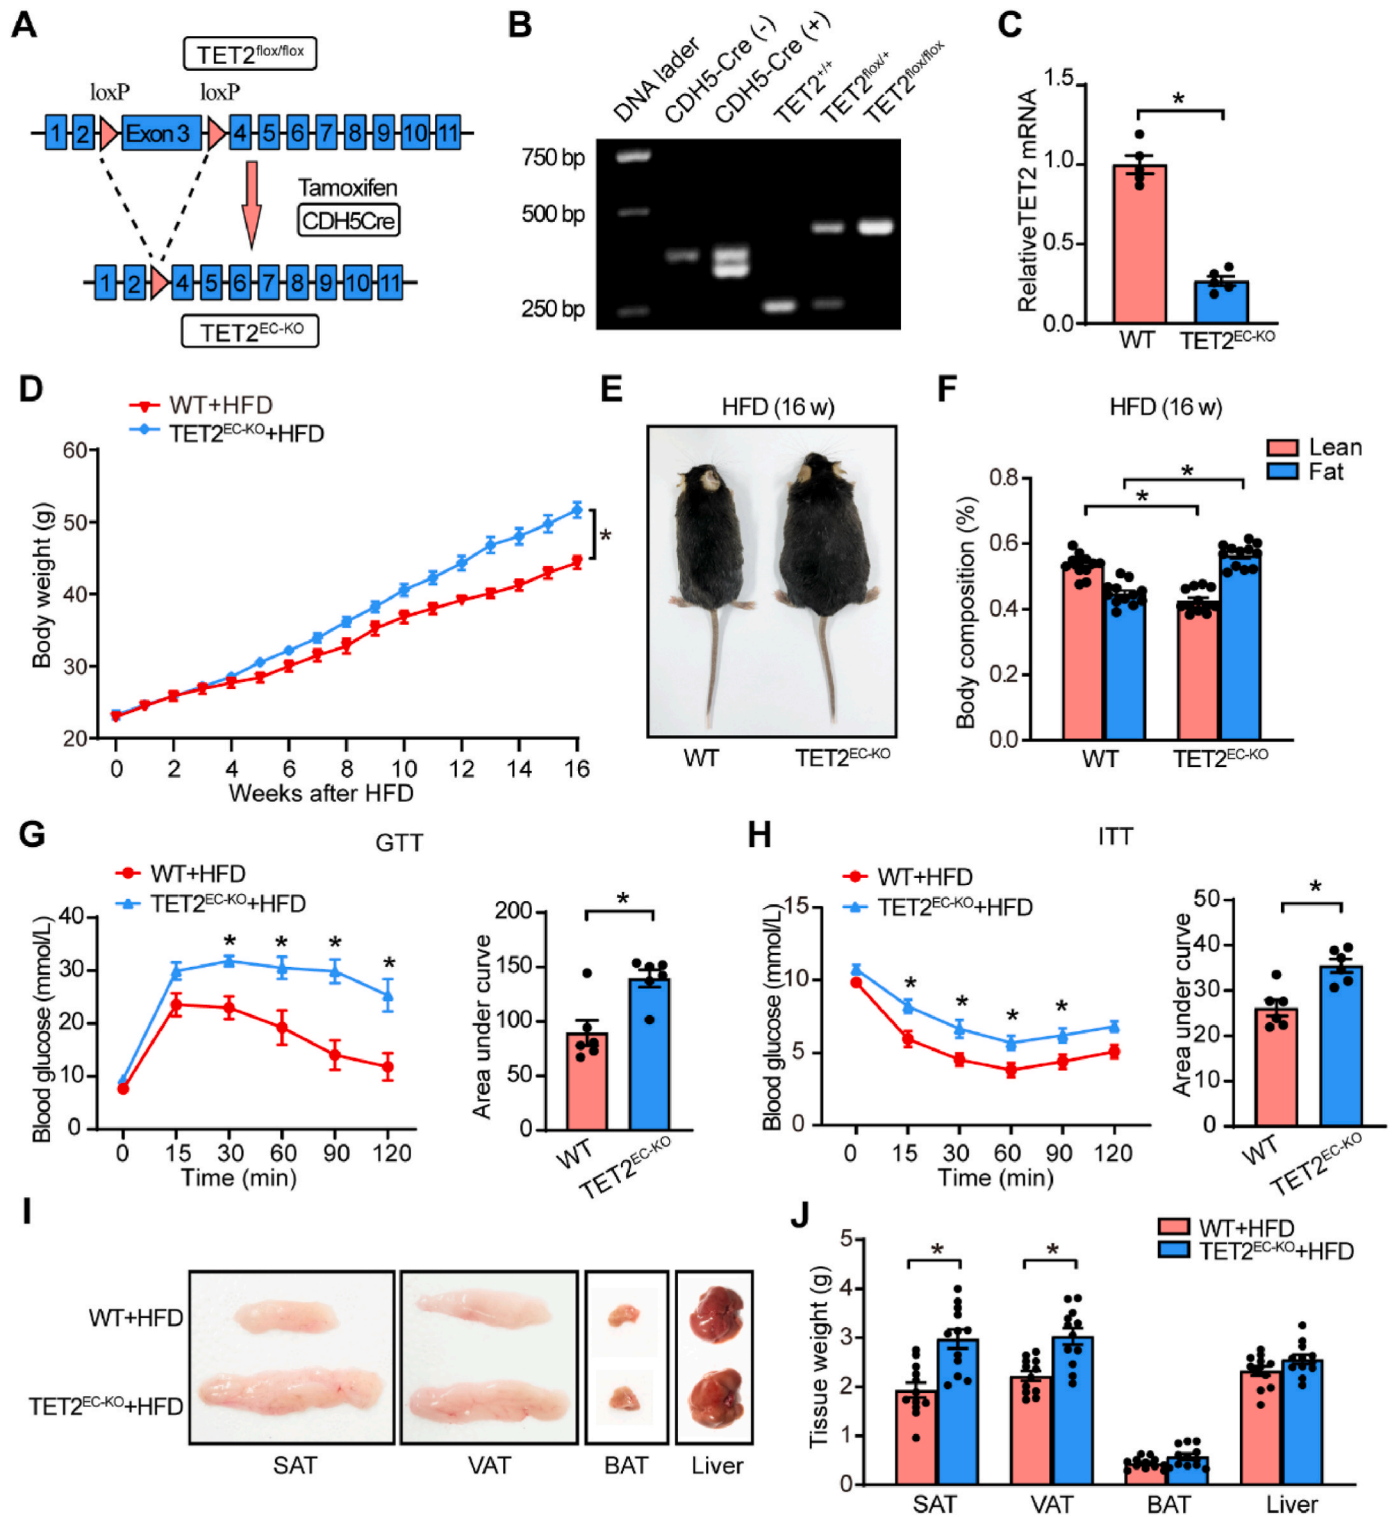 A
TET2flox/flox
loxP loxP
1 2 Exon 3 4 5 6 7 8 9 10 11
Tamoxifen
CDH5Cre
1 2 4 5 6 7 8 9 10 11
TET2EC-KO
B
DNA lader
CDH5-Cre (-)
CDH5-Cre (+)
TET2+/+
TET2flox/+
TET2flox/flox
750 bp
500 bp
250 bp
C
RelativeTET2 mRNA
1.5
1.0
0.5
0.0
*
WT TET2EC-KO
D
WT+HFD
TET2EC-KO+HFD
Body weight (g)
60
50
40
30
20
*
0 2 4 6 8 10 12 14 16
Weeks after HFD
E
HFD (16 w)
WT TET2EC-KO
F
HFD (16 w)
Lean
Fat
Body composition (%)
0.8
0.6
0.4
0.2
0.0
*
*
WT TET2EC-KO
G
GTT
WT+HFD
TET2EC-KO+HFD
Blood glucose (mmol/L)
40
30
20
10
0
* * * *
0 15 30 60 90 120
Time (min)
Area under curve
200
150
100
50
0
*
WT TET2EC-KO
H
ITT
WT+HFD
TET2EC-KO+HFD
Blood glucose (mmol/L)
15
10
5
0
* * * *
0 15 30 60 90 120
Time (min)
Area under curve
50
40
30
20
10
0
*
WT TET2EC-KO
I
WT+HFD
TET2EC-KO+HFD
SAT VAT BAT Liver
J
WT+HFD
TET2EC-KO+HFD
Tissue weight (g)
5
4
3
2
1
0
* *
SAT VAT BAT Liver